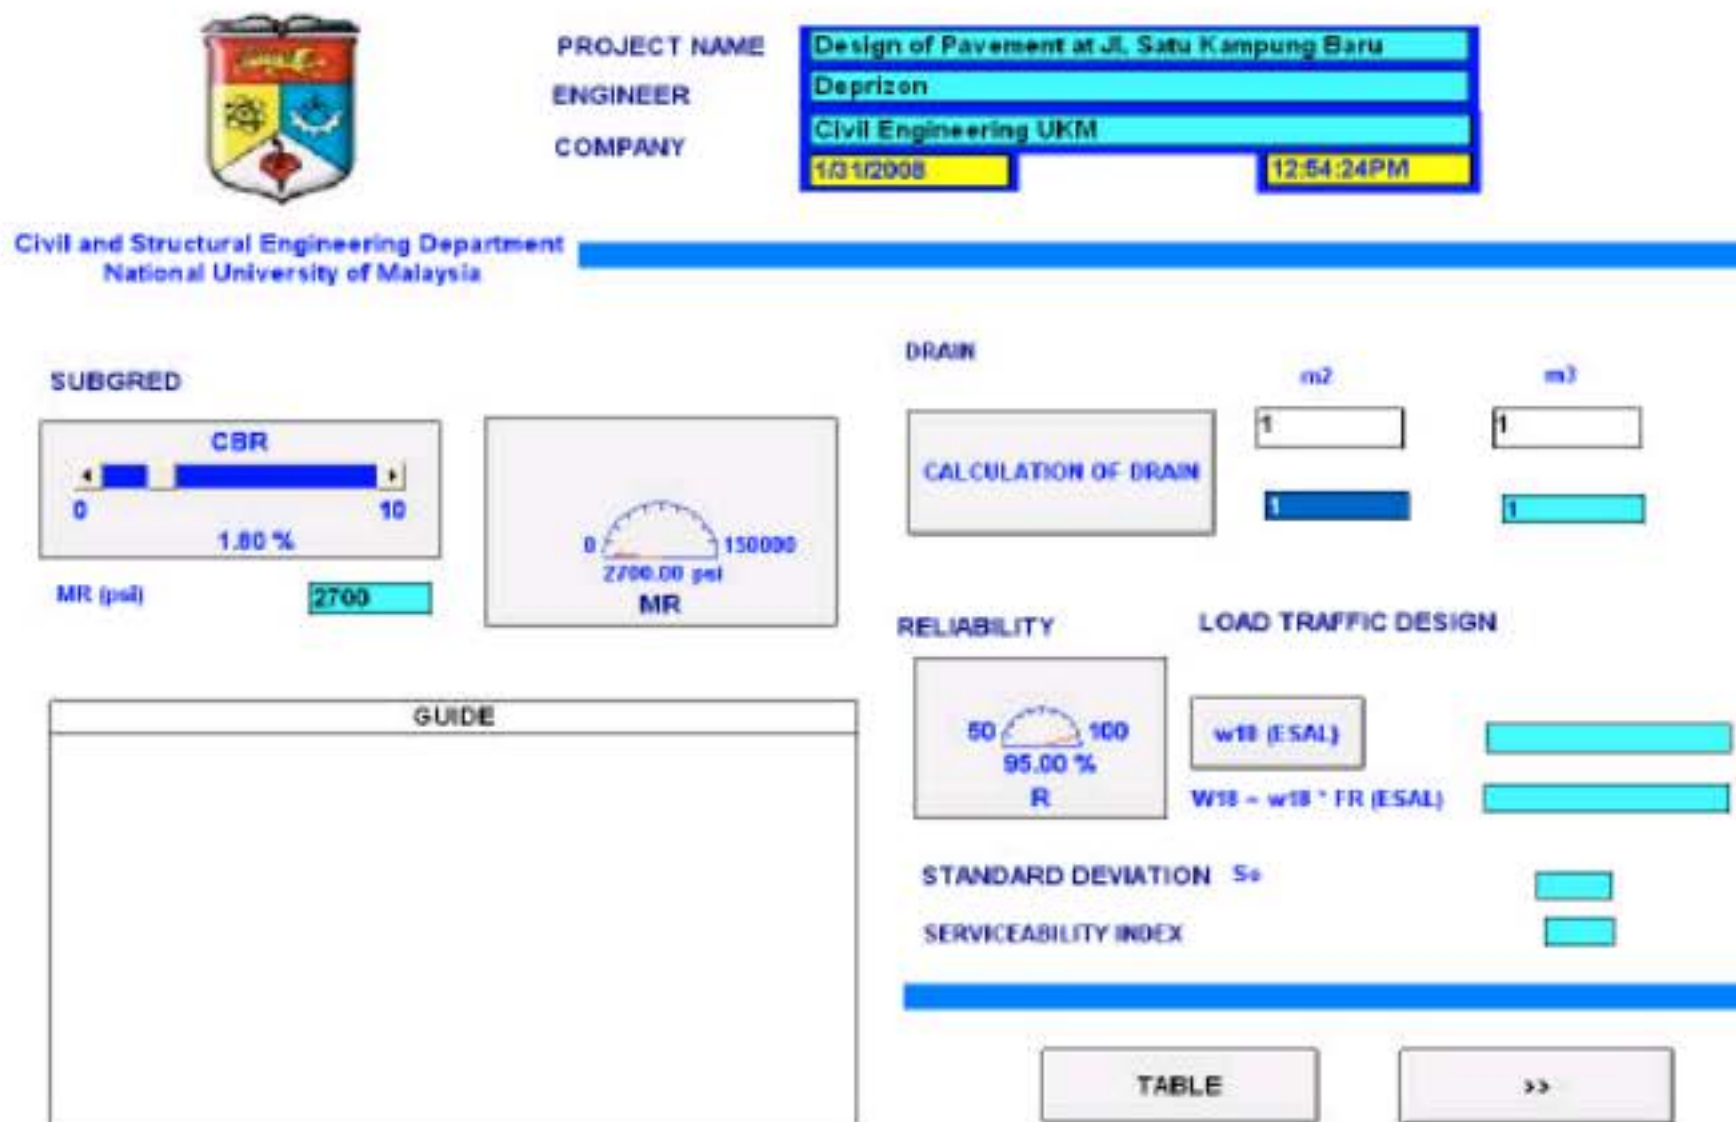 PROJECT NAME
Design of Pavement at Jl. Satu Kampung Baru
ENGINEER
Deprizon
COMPANY
Civil Engineering UKM
1/31/2008
12:54:24PM
Civil and Structural Engineering Department
National University of Malaysia
SUBGRED
CBR
0
10
1.80 %
MR (psi)
2700
0
150000
2700.00 psi
MR
GUIDE
DRAIN
m2
m3
CALCULATION OF DRAIN
1
1
1
1
RELIABILITY
50
100
95.00 %
R
LOAD TRAFFIC DESIGN
w18 (ESAL)
W18 = w18 * FR (ESAL)
STANDARD DEVIATION So
SERVICEABILITY INDEX
TABLE
>>